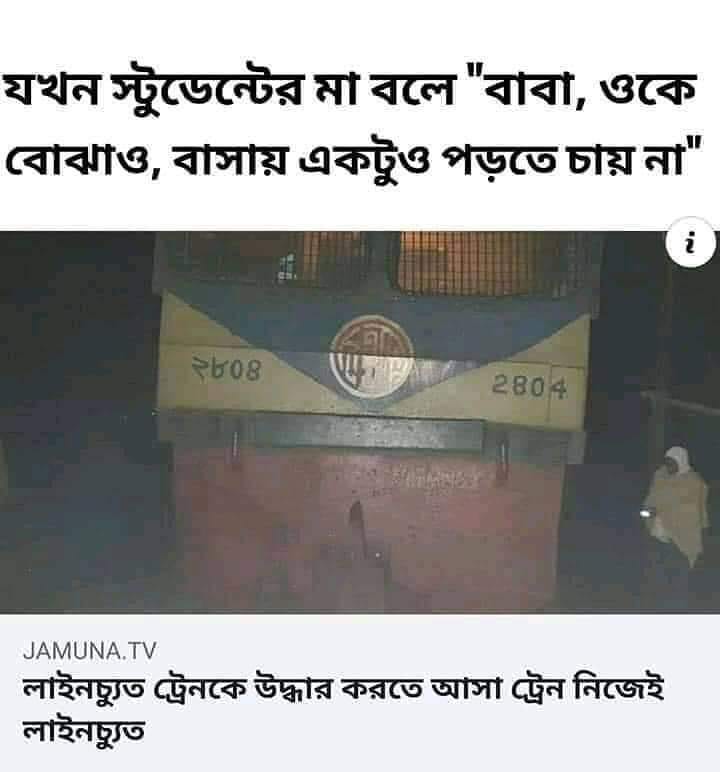 যখন স্টুডেন্টের মা বলে "বাবা, ওকে
বোঝাও, বাসায় একটুও পড়তে চায় না"
i
২৮০৪
2804
JAMUNA.TV
লাইনচ্যুত ট্রেনকে উদ্ধার করতে আসা ট্রেন নিজেই
লাইনচ্যুত